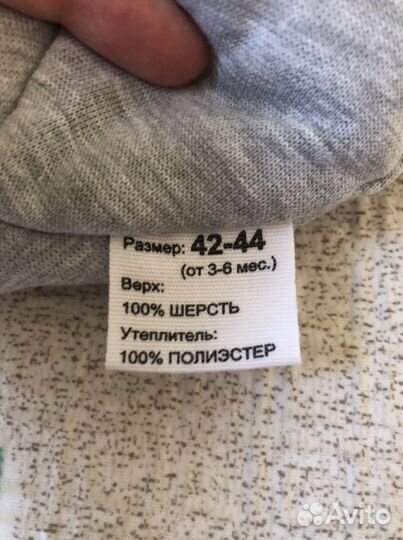 Размер: 42-44
(от 3-6 мес.)
Верх:
100% ШЕРСТЬ
Утеплитель:
100% ПОЛИЭСТЕР
Avito